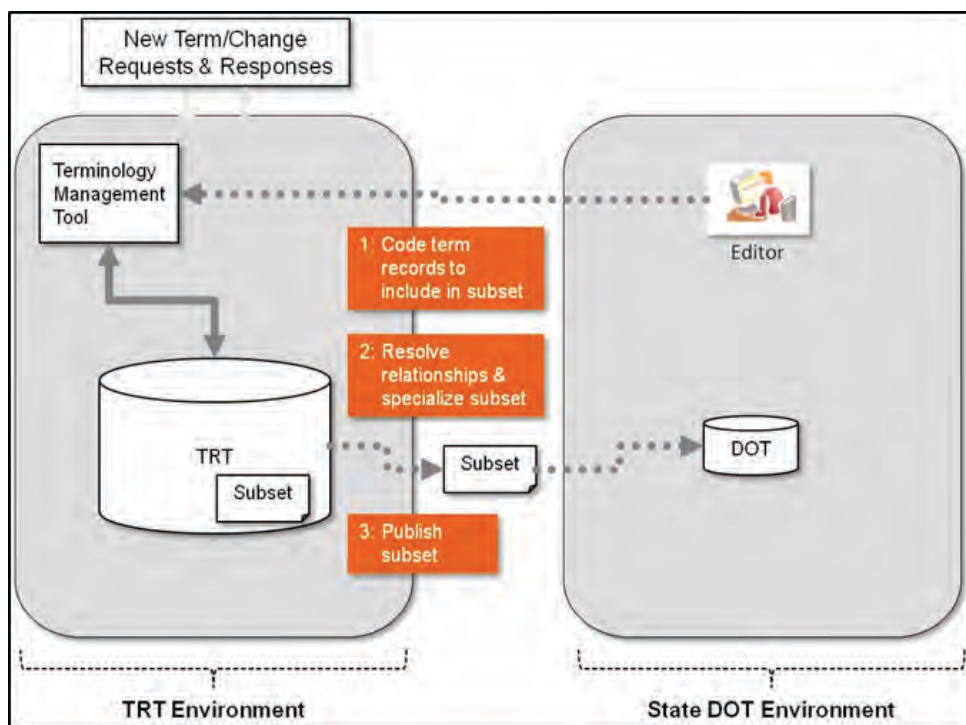 New Term/Change
Requests & Responses
Terminology
Management
Tool
Editor
1: Code term
records to
include in subset
2: Resolve
relationships &
specialize subset
TRT
Subset
Subset
DOT
3: Publish
subset
TRT Environment
State DOT Environment